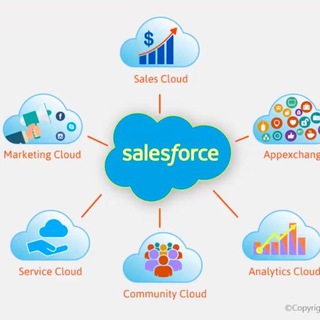 $
Sales Cloud
Marketing Cloud
salesforce
Appexchang
Service Cloud
Community Cloud
Analytics Cloud
©Copyrig